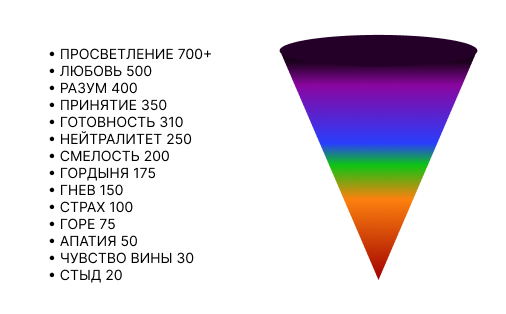 • ПРОСВЕТЛЕНИЕ 700+
• ЛЮБОВЬ 500
• РАЗУМ 400
• ПРИНЯТИЕ 350
• ГОТОВНОСТЬ 310
• НЕЙТРАЛИТЕТ 250
• СМЕЛОСТЬ 200
• ГОРДЫНЯ 175
• ГНЕВ 150
• СТРАХ 100
• ГОРЕ 75
• АПАТИЯ 50
• ЧУВСТВО ВИНЫ 30
• СТЫД 20